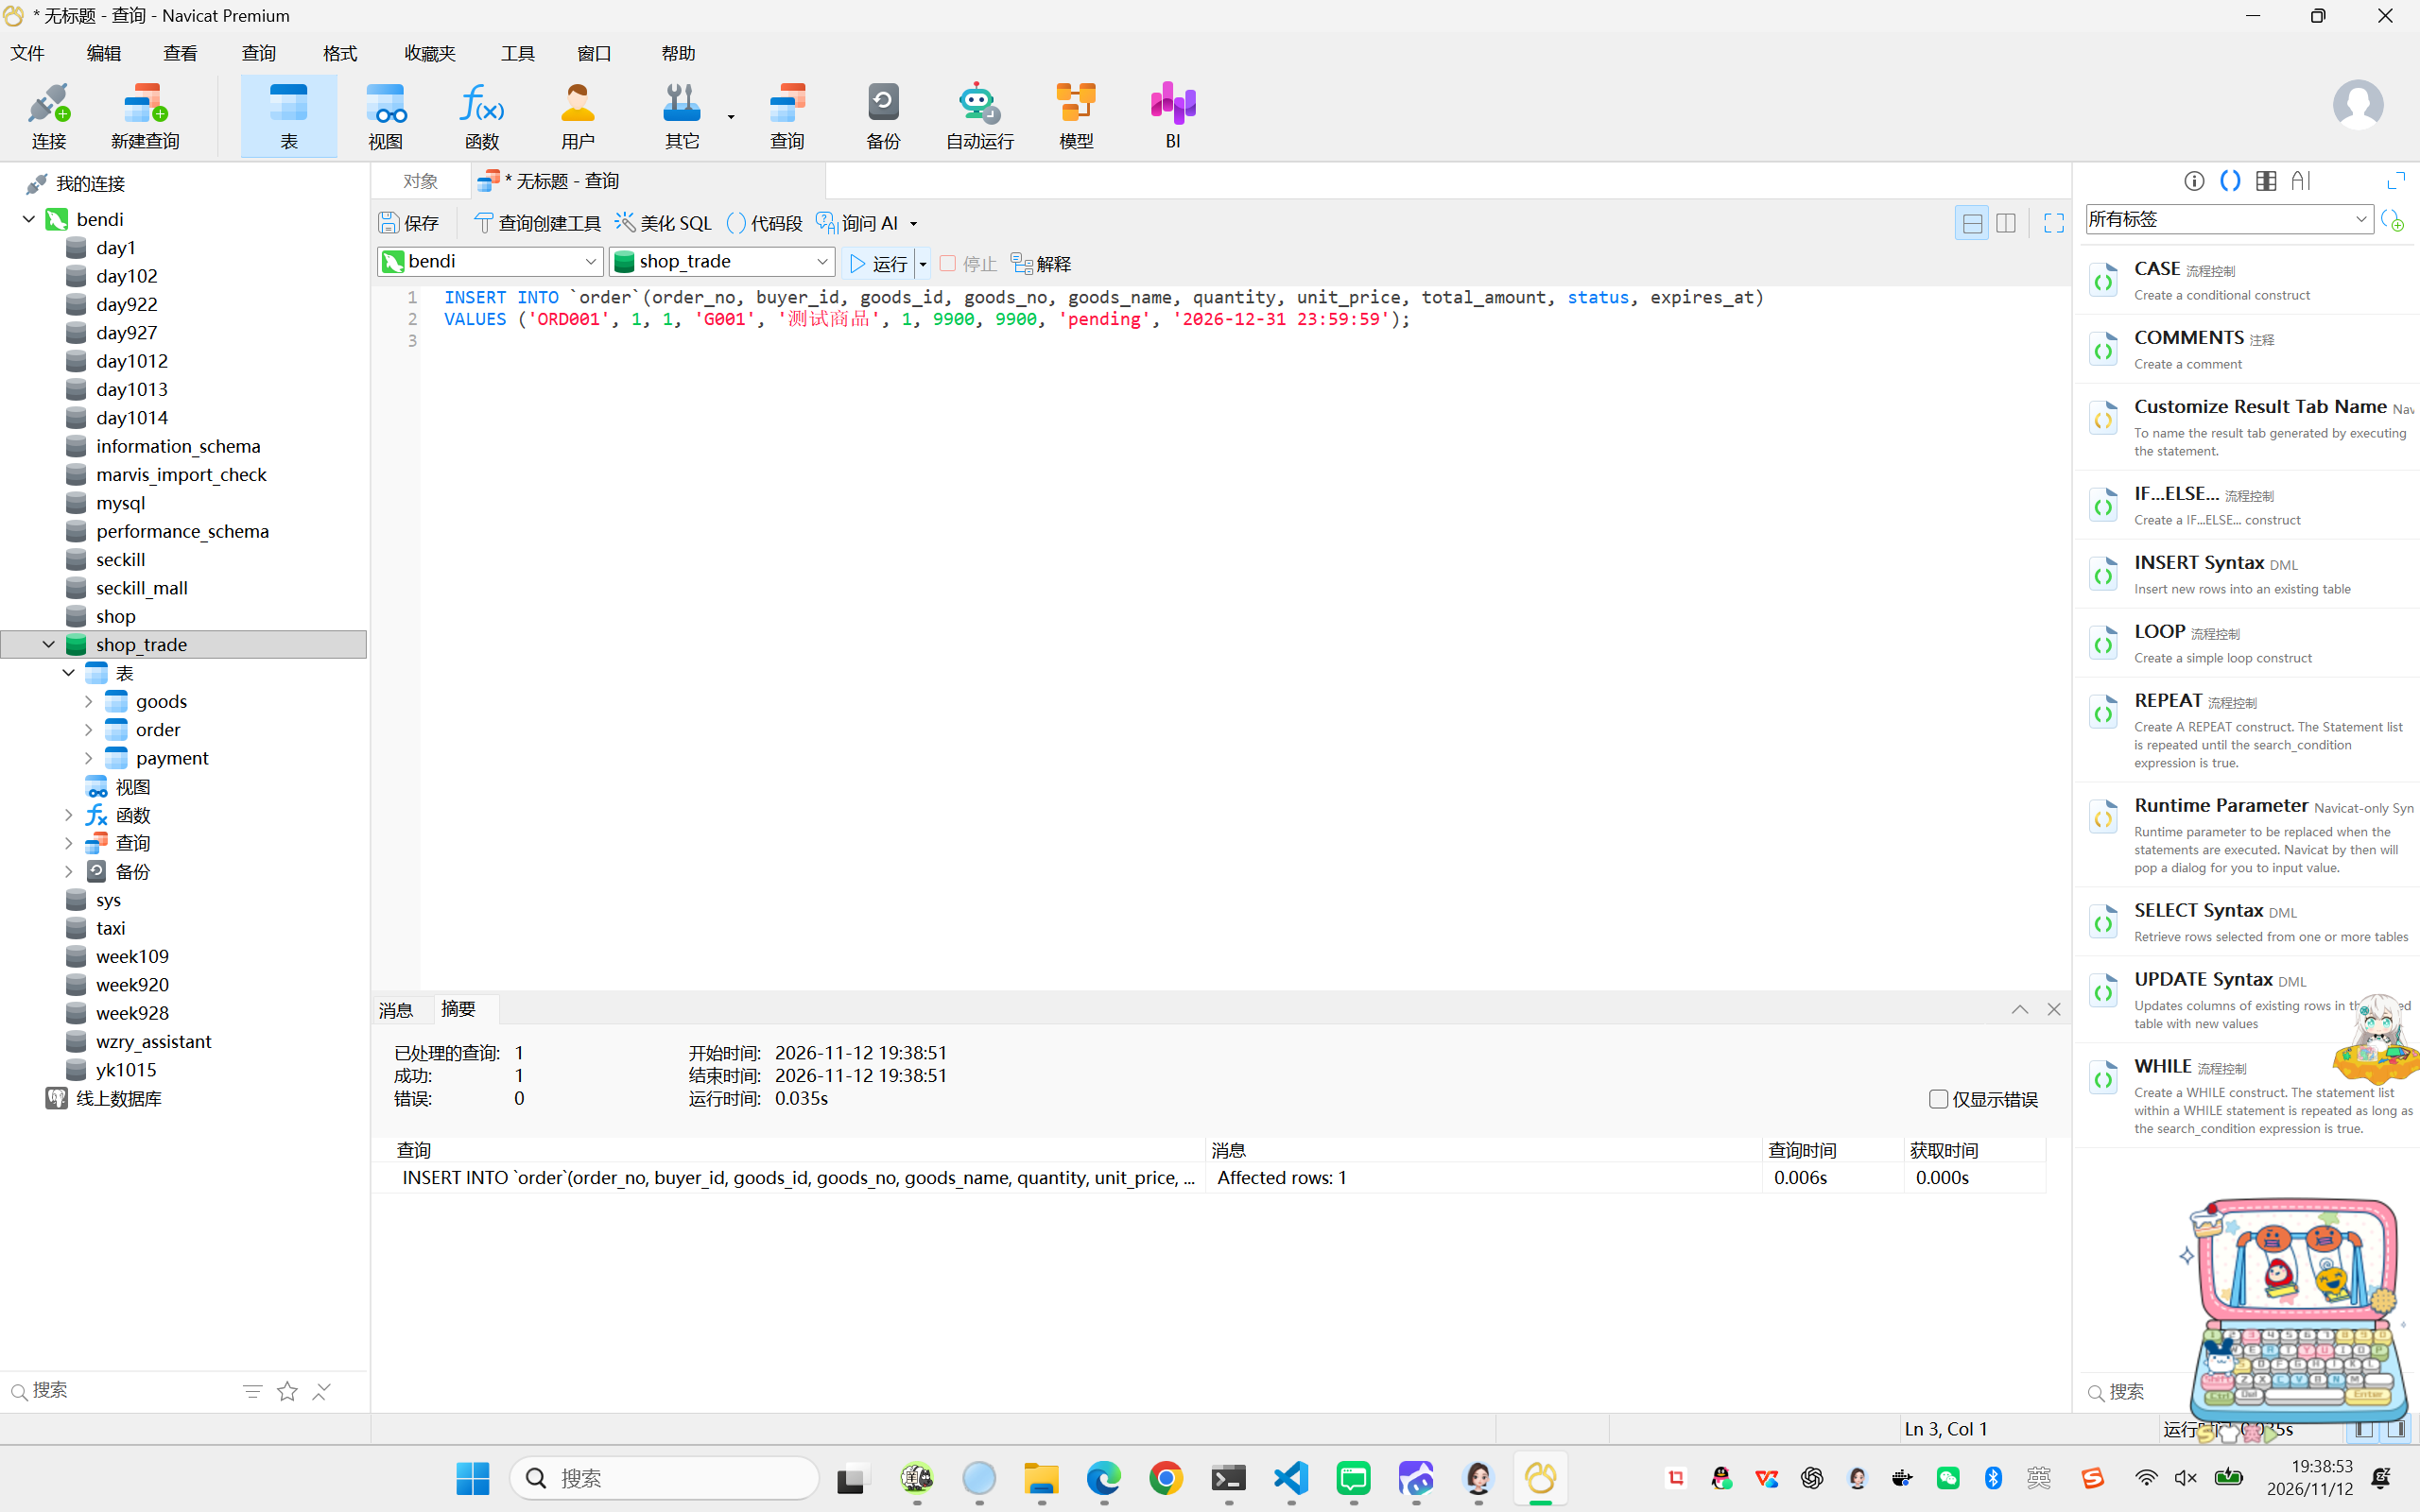 * 无标题 - 查询 - Navicat Premium
文件 编辑 查看 查询 格式 收藏夹 工具 窗口 帮助
连接 新建查询 表 视图 函数 用户 其它 查询 备份 自动运行 模型 BI
我的连接
bendi
day1
day102
day922
day927
day1012
day1013
day1014
information_schema
marvis_import_check
mysql
performance_schema
seckill
seckill_mall
shop
shop_trade
表
goods
order
payment
视图
函数
查询
备份
sys
taxi
week109
week920
week928
wzry_assistant
yk1015
线上数据库
搜索
对象 * 无标题 - 查询
保存 查询创建工具 美化 SQL 代码段 询问 AI
bendi shop_trade 运行 停止 解释
1 INSERT INTO `order`(order_no, buyer_id, goods_id, goods_no, goods_name, quantity, unit_price, total_amount, status, expires_at)
2 VALUES ('ORD001', 1, 1, 'G001', '测试商品', 1, 9900, 9900, 'pending', '2026-12-31 23:59:59');
3
消息 摘要
已处理的查询: 1 开始时间: 2026-11-12 19:38:51
成功: 1 结束时间: 2026-11-12 19:38:51
错误: 0 运行时间: 0.035s
仅显示错误
查询 消息 查询时间 获取时间
INSERT INTO `order`(order_no, buyer_id, goods_id, goods_no, goods_name, quantity, unit_price, ... Affected rows: 1 0.006s 0.000s
所有标签
CASE 流程控制
Create a conditional construct
COMMENTS 注释
Create a comment
Customize Result Tab Name Nav
To name the result tab generated by executing
the statement.
IF...ELSE... 流程控制
Create a IF...ELSE... construct
INSERT Syntax DML
Insert new rows into an existing table
LOOP 流程控制
Create a simple loop construct
REPEAT 流程控制
Create A REPEAT construct. The Statement list
is repeated until the search_condition
expression is true.
Runtime Parameter Navicat-only Syn
Runtime parameter to be replaced when the
statements are executed. Navicat by then will
pop a dialog for you to input value.
SELECT Syntax DML
Retrieve rows selected from one or more tables
UPDATE Syntax DML
Updates columns of existing rows in
table with new values
WHILE 流程控制
Create a WHILE construct. The statement list
within a WHILE statement is repeated as long as
the search_condition expression is true.
搜索
Ln 3, Col 1
搜索
英
19:38:53
2026/11/12